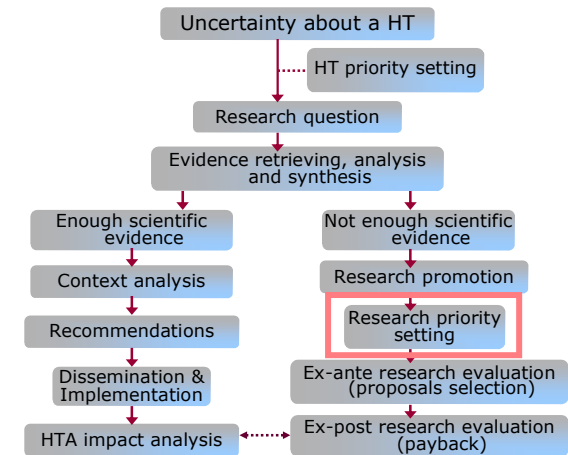 Uncertainty about a HT
HT priority setting
Research question
Evidence retrieving, analysis
and synthesis
Enough scientific
evidence
Not enough scientific
evidence
Context analysis
Research promotion
Recommendations
Research priority
setting
Dissemination &
Implementation
Ex-ante research evaluation
(proposals selection)
HTA impact analysis
Ex-post research evaluation
(payback)